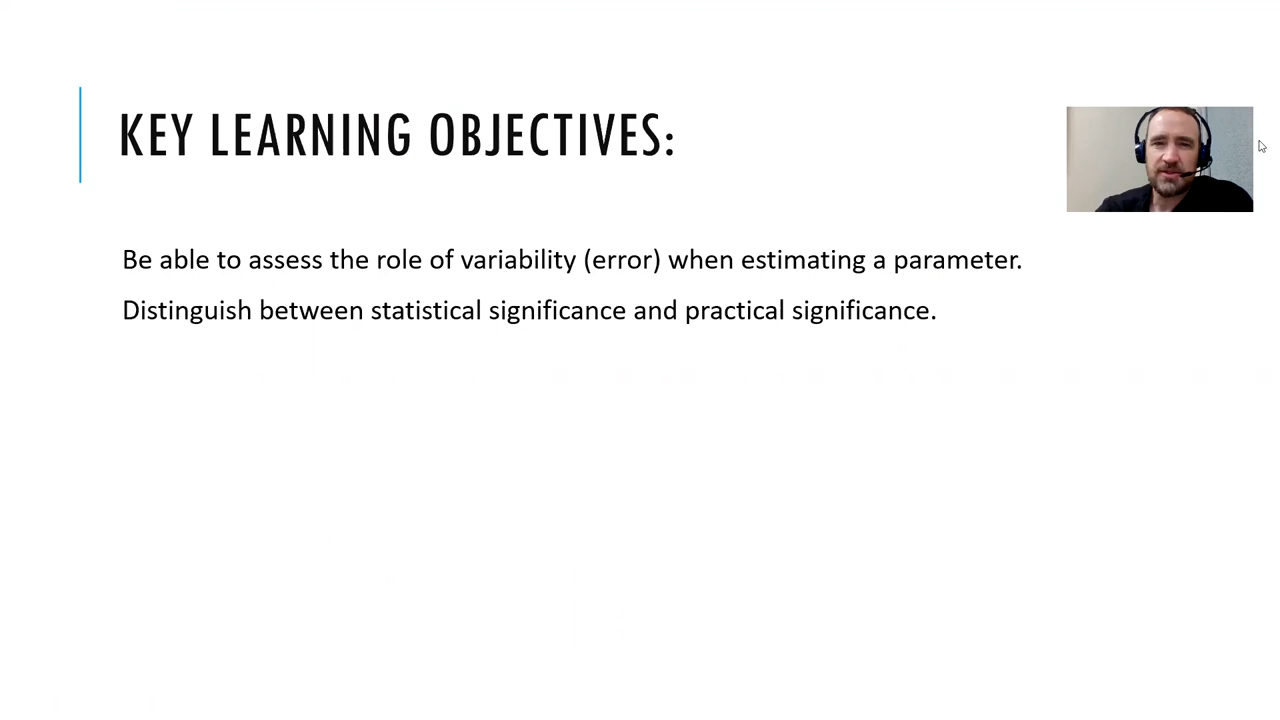 KEY LEARNING OBJECTIVES:
Be able to assess the role of variability (error) when estimating a parameter.
Distinguish between statistical significance and practical significance.